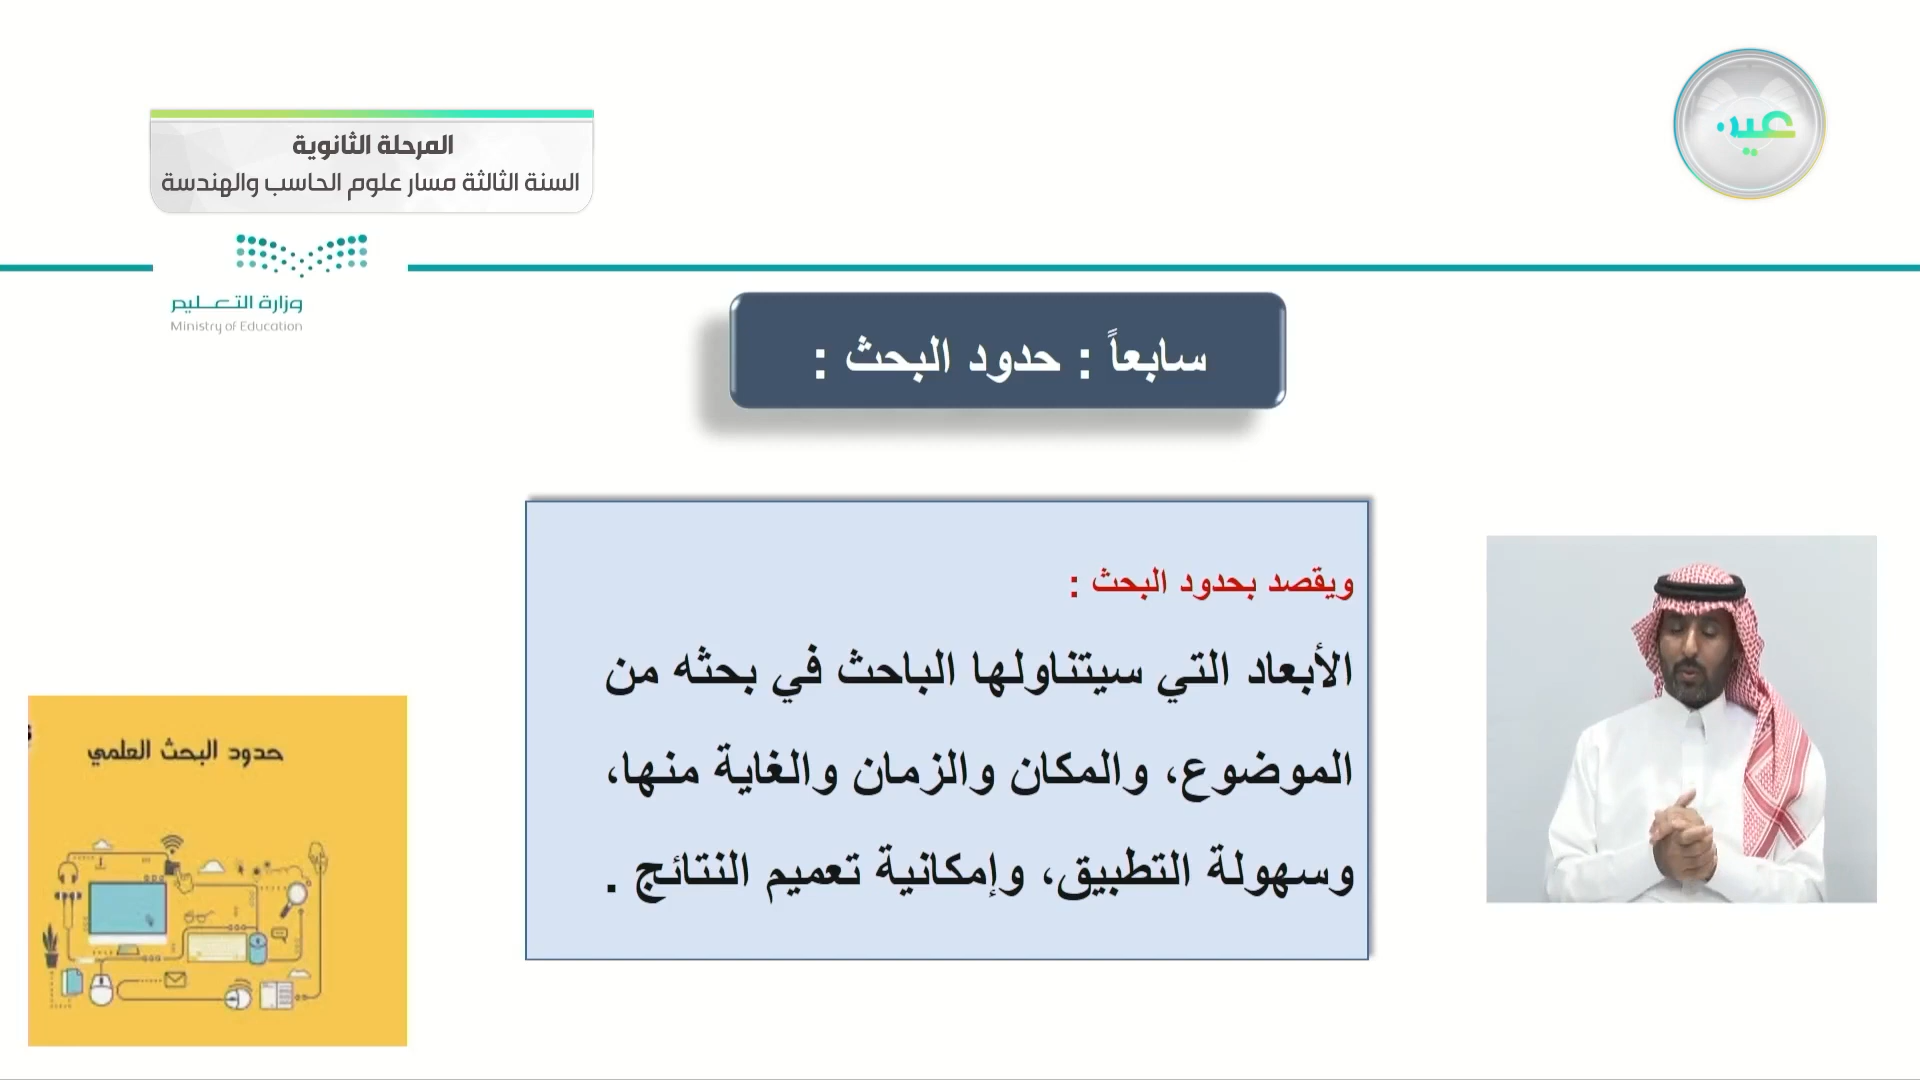 المرحلة الثانوية
السنة الثالثة مسار علوم الحاسب والهندسة
عين
وزارة التعليم
Ministry of Education
سابعاً : حدود البحث :
ويقصد بحدود البحث :
الأبعاد التي سيتناولها الباحث في بحثه من
الموضوع، والمكان والزمان والغاية منها،
وسهولة التطبيق، وإمكانية تعميم النتائج .
حدود البحث العلمي